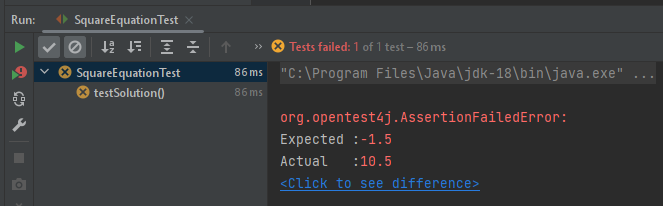 Run: SquareEquationTest
Tests failed: 1 of 1 test – 86 ms
SquareEquationTest 86 ms
testSolution() 86 ms
"C:\Program Files\Java\jdk-18\bin\java.exe" ...
org.opentest4j.AssertionFailedError:
Expected :-1.5
Actual   :10.5
<Click to see difference>